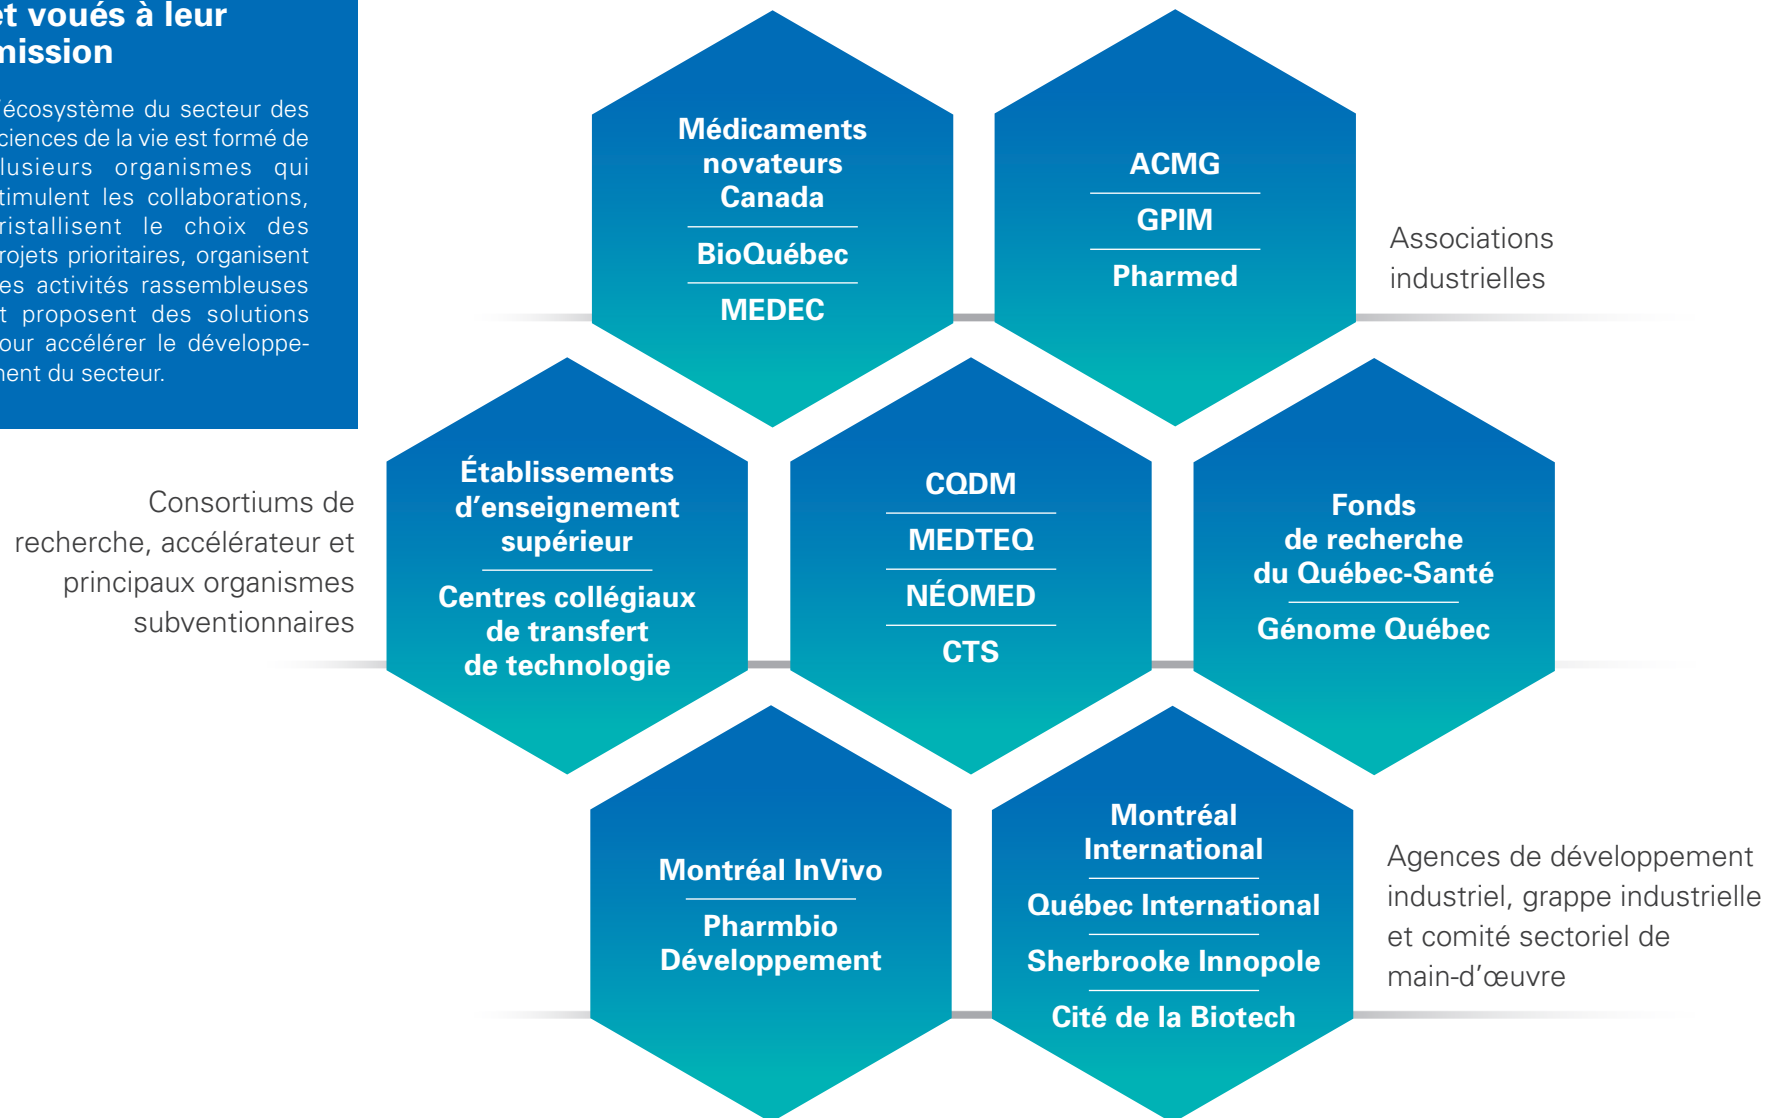 et voués à leur
mission
écosystème du secteur des
ciences de la vie est formé de
lusieurs organismes qui
timulent les collaborations,
ristallisent le choix des
rojets prioritaires, organisent
es activités rassembleuses
t proposent des solutions
our accélérer le développe-
ment du secteur.
Médicaments
novateurs
Canada
BioQuébec
MEDEC
ACMG
GPIM
Pharmed
Associations
industrielles
Consortiums de
recherche, accélérateur et
principaux organismes
subventionnaires
Établissements
d’enseignement
supérieur
Centres collégiaux
de transfert
de technologie
CQDM
MEDTEQ
NÉOMED
CTS
Fonds
de recherche
du Québec-Santé
Génome Québec
Montréal InVivo
Pharmbio
Développement
Montréal
International
Québec International
Sherbrooke Innopole
Cité de la Biotech
Agences de développement
industriel, grappe industrielle
et comité sectoriel de
main-d’œuvre